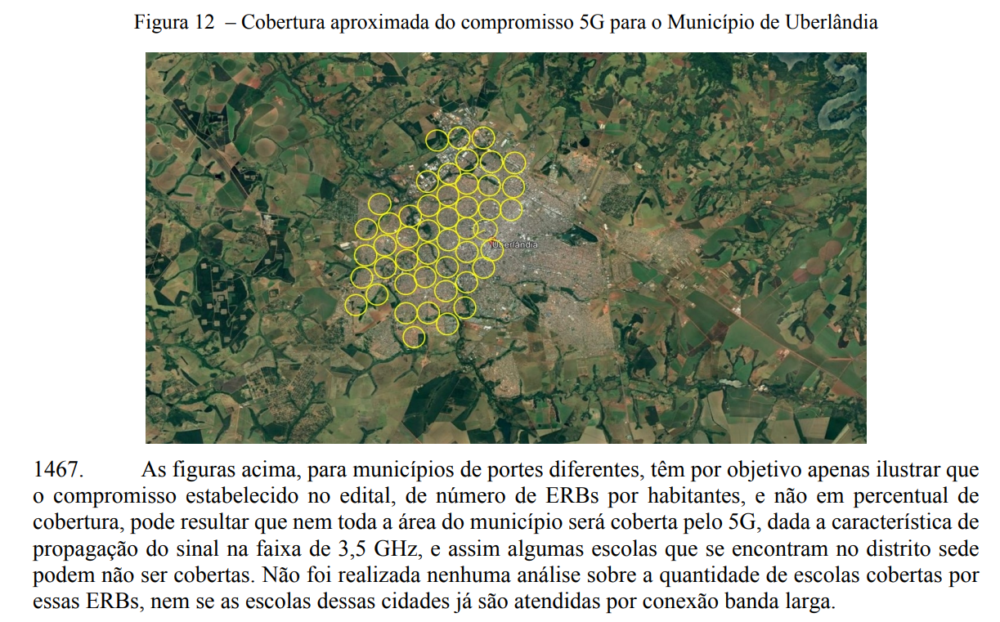 Figura 12 – Cobertura aproximada do compromisso 5G para o Município de Uberlândia
Uberlândia
1467. As figuras acima, para municípios de portes diferentes, têm por objetivo apenas ilustrar que
o compromisso estabelecido no edital, de número de ERBs por habitantes, e não em percentual de
cobertura, pode resultar que nem toda a área do município será coberta pelo 5G, dada a característica de
propagação do sinal na faixa de 3,5 GHz, e assim algumas escolas que se encontram no distrito sede
podem não ser cobertas. Não foi realizada nenhuma análise sobre a quantidade de escolas cobertas por
essas ERBs, nem se as escolas dessas cidades já são atendidas por conexão banda larga.